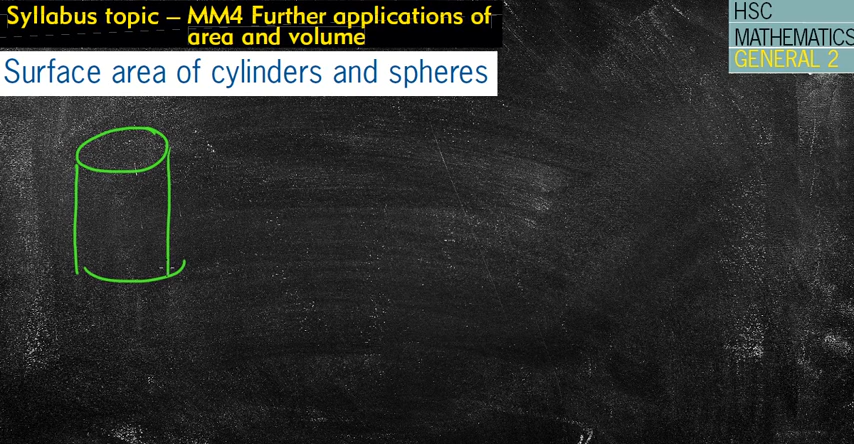 Syllabus topic – MM4 Further applications of
area and volume
Surface area of cylinders and spheres
HSC
MATHEMATICS
GENERAL 2